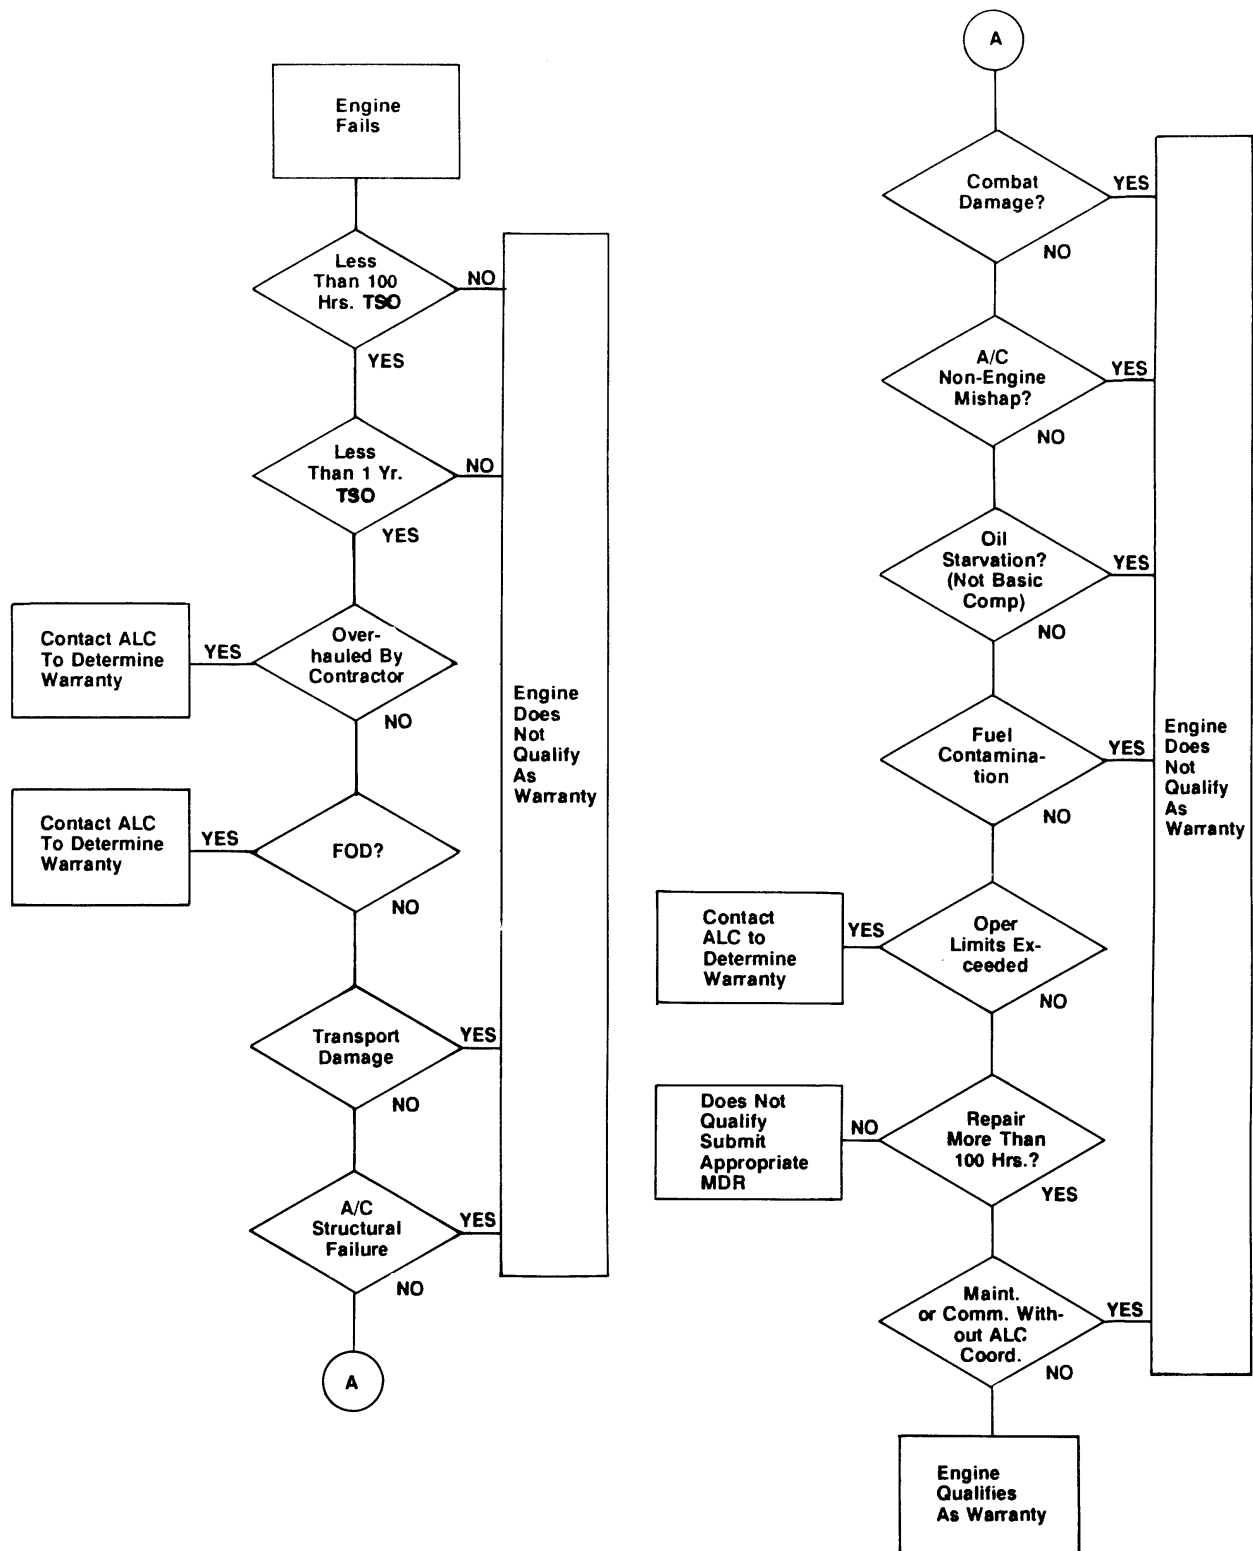 Engine
Fails
Less
Than 100
Hrs. TSO
NO
YES
Less
Than 1 Yr.
TSO
NO
YES
Contact ALC
To Determine
Warranty
YES
Over-
hauled By
Contractor
NO
Contact ALC
To Determine
Warranty
YES
FOD?
NO
Transport
Damage
YES
NO
A/C
Structural
Failure
YES
NO
A
Engine
Does
Not
Qualify
As
Warranty
A
Combat
Damage?
YES
NO
A/C
Non-Engine
Mishap?
YES
NO
Oil
Starvation?
(Not Basic
Comp)
YES
NO
Fuel
Contamina-
tion
YES
NO
Contact
ALC to
Determine
Warranty
YES
Oper
Limits Ex-
ceeded
NO
Does Not
Qualify
Submit
Appropriate
MDR
NO
Repair
More Than
100 Hrs.?
YES
Maint.
or Comm. With-
out ALC
Coord.
YES
NO
Engine
Does
Not
Qualify
As
Warranty
Engine
Qualifies
As Warranty